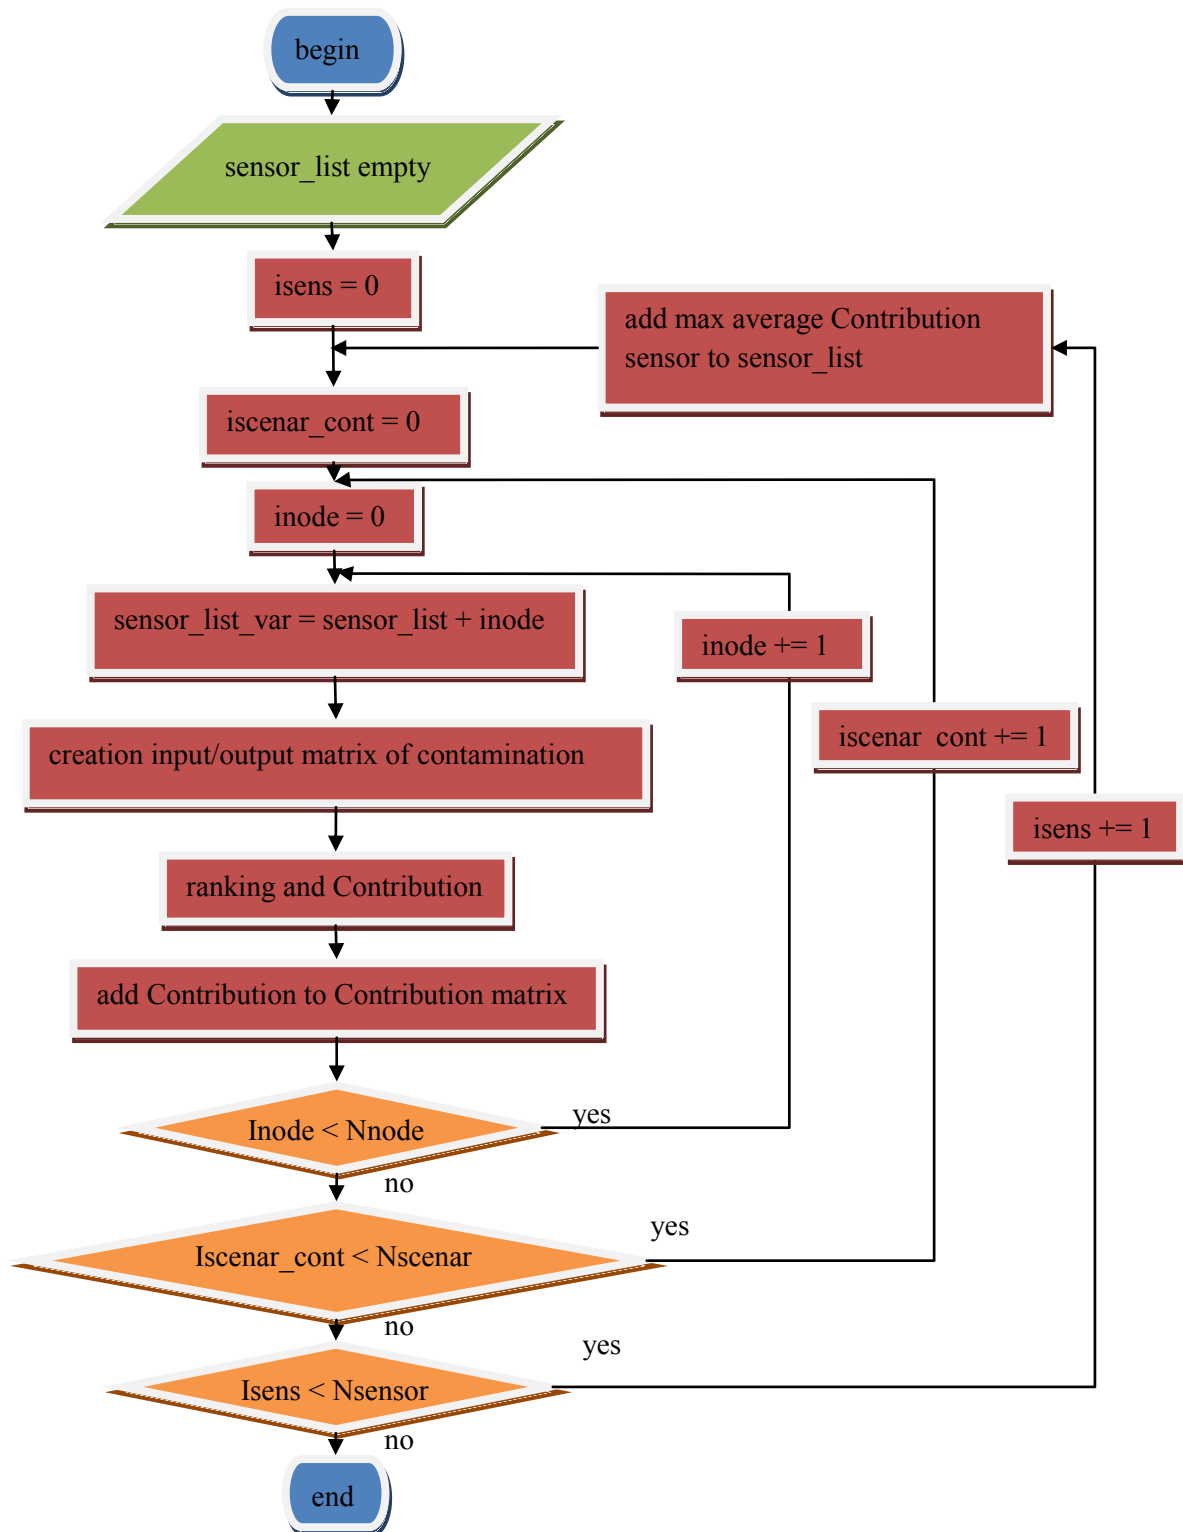 begin
sensor_list empty
isens = 0
add max average Contribution
sensor to sensor_list
iscenar_cont = 0
inode = 0
sensor_list_var = sensor_list + inode
inode += 1
iscenar cont += 1
creation input/output matrix of contamination
isens += 1
ranking and Contribution
add Contribution to Contribution matrix
Inode < Nnode
yes
no
Iscenar_cont < Nscenar
yes
no
Isens < Nsensor
yes
no
end